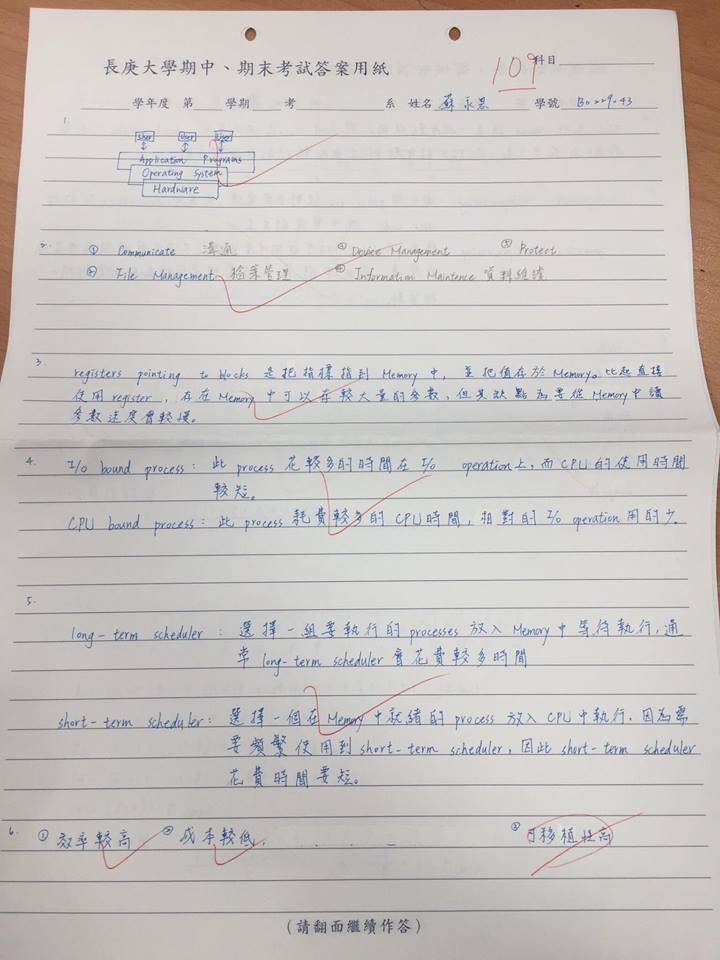 長庚大學期中、期末考試答案用紙
109
科目
學年度 第 學期 考 系 姓名 蘇永恩 學號 B0229043
1.
User User User
Application Programs
Operating System
Hardware
2. ① Communicate 溝通 Device Management ⑤ Protect
② File Management 檔案管理 ④ Information Maintence 資料維護
3. registers pointing to blocks 是把指標指到 Memory 中，並把值存於 Memory。比起直接
使用 register，存在 Memory 中可以存較大量的參數，但其缺點為要從 Memory 中讀
參數速度會較慢。
4. I/o bound process：此 process 花較多的時間在 I/o operation 上，而 CPU 的使用時間
較短。
CPU bound process：此 process 耗費較多的 CPU 時間，相對的 I/o operation 用的少。
5.
long-term scheduler：選擇一組要執行的 processes 放入 Memory 中等待執行，通
常 long-term scheduler 會花費較多時間
short-term scheduler：選擇一個在 Memory 中就緒的 process 放入 CPU 中執行，因為需
要頻繁使用到 short-term scheduler，因此 short-term scheduler
花費時間要短。
6. ① 效率較高 ② 成本較低. ③ 可移植性高
(請翻面繼續作答)